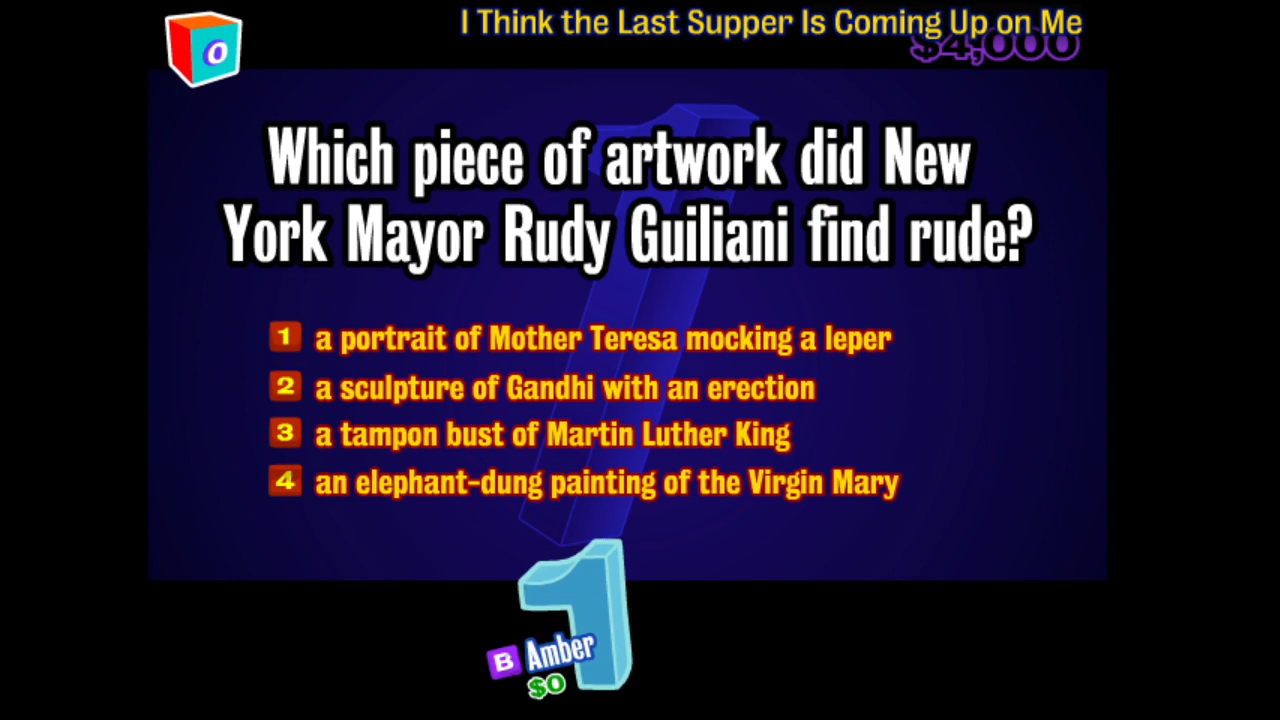 O
I Think the Last Supper Is Coming Up on Me
$4,000
Which piece of artwork did New
York Mayor Rudy Guiliani find rude?
1 a portrait of Mother Teresa mocking a leper
2 a sculpture of Gandhi with an erection
3 a tampon bust of Martin Luther King
4 an elephant-dung painting of the Virgin Mary
1
B Amber
$0